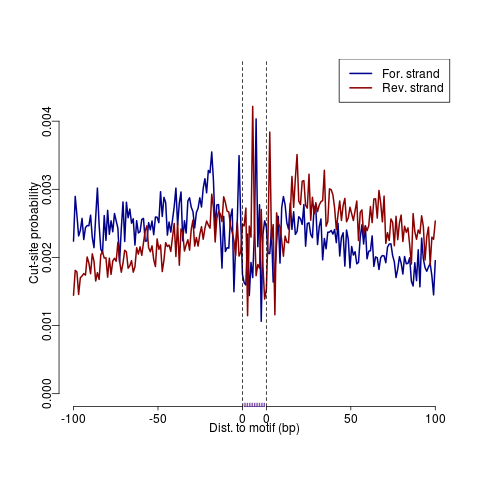 For. strand
Rev. strand
Cut-site probability
0.004
0.003
0.002
0.001
0.000
-100 -50 0 0 50 100
Dist. to motif (bp)